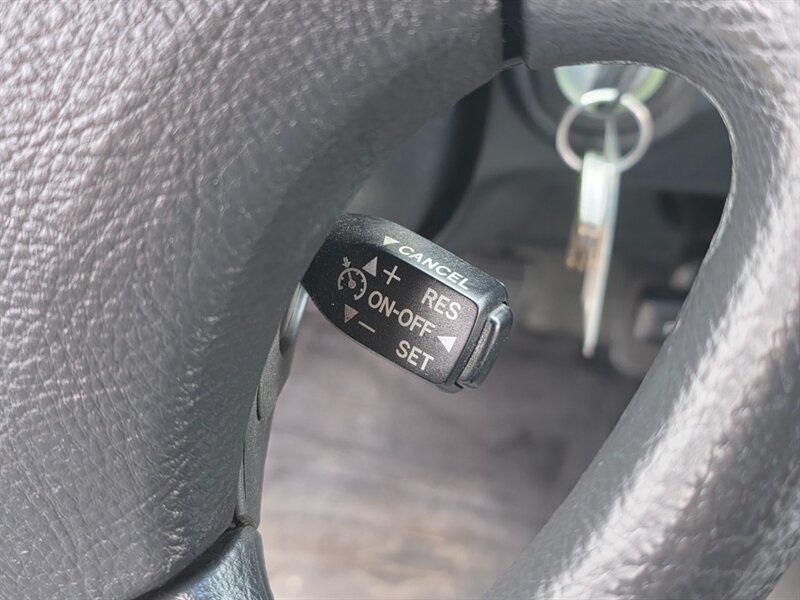 CANCEL
+ RES
ON-OFF
− SET